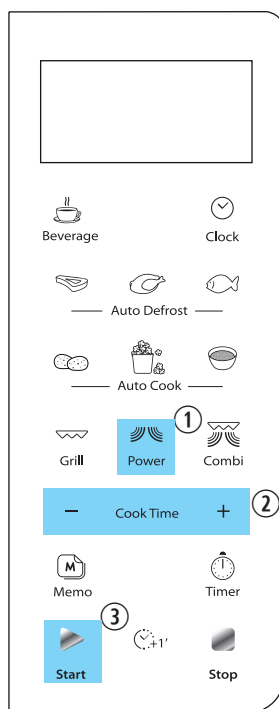 Beverage Clock
Auto Defrost
Auto Cook
1
Grill Power Combi
− Cook Time + 2
M
Memo Timer
3
+1'
Start Stop